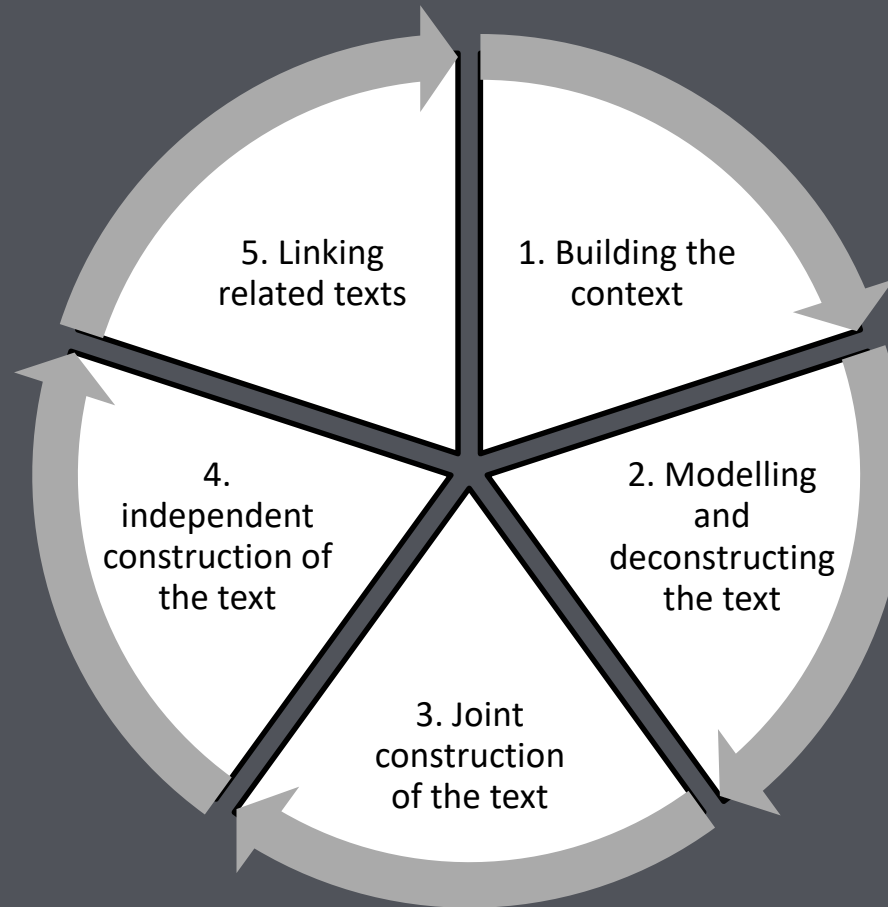 1. Building the
context
2. Modelling
and
deconstructing
the text
3. Joint
construction
of the text
4.
independent
construction of
the text
5. Linking
related texts